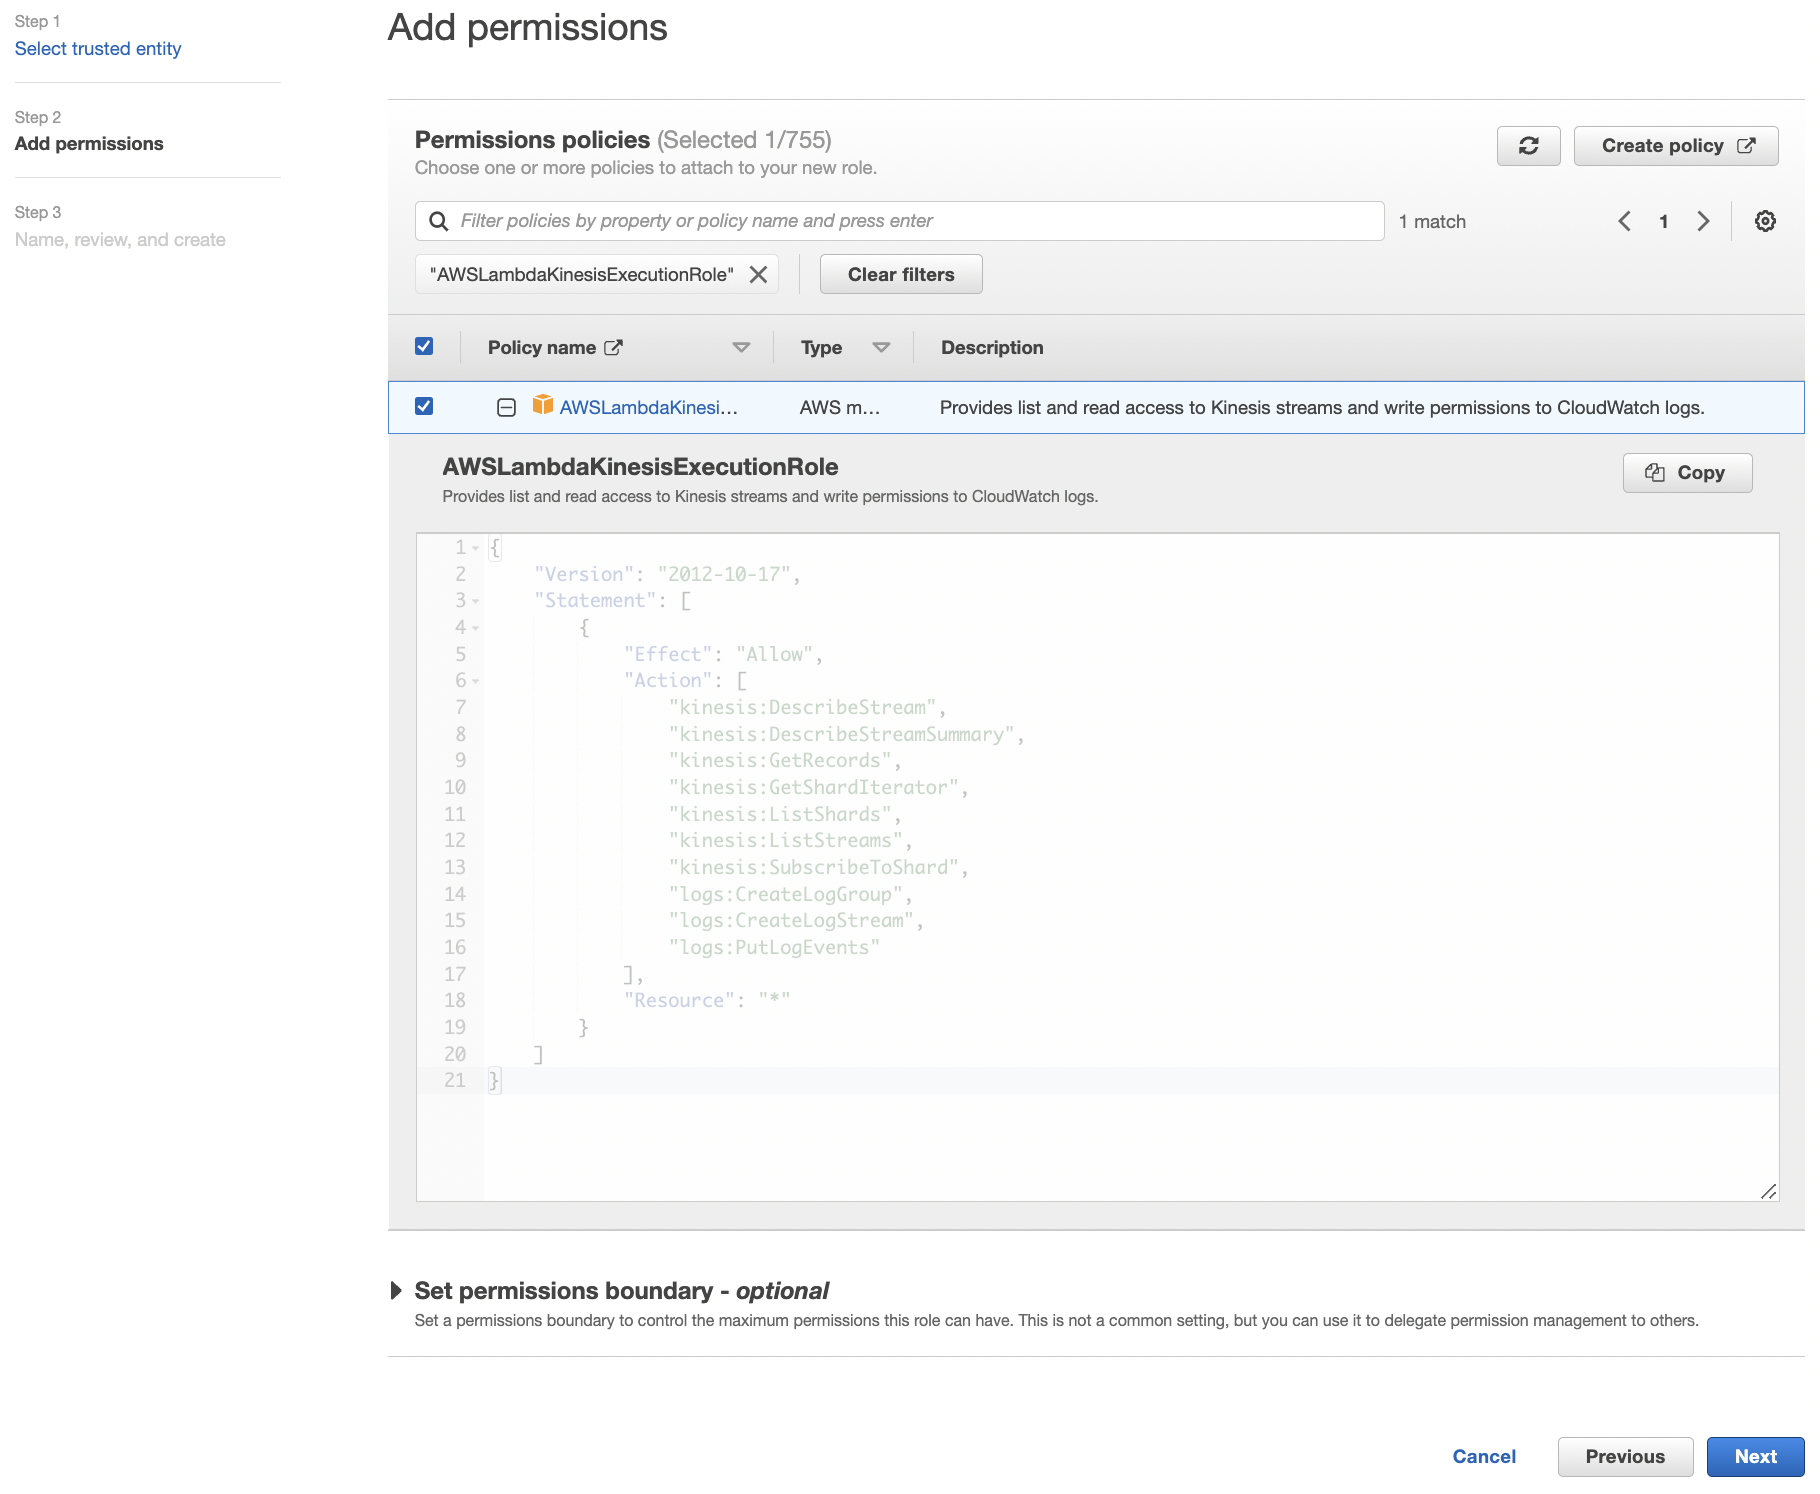 Step 1
Select trusted entity
Step 2
Add permissions
Step 3
Name, review, and create
Add permissions
Permissions policies (Selected 1/755)
Choose one or more policies to attach to your new role.
Create policy
Filter policies by property or policy name and press enter
1 match
1
"AWSLambdaKinesisExecutionRole"
Clear filters
Policy name Type Description
AWSLambdaKinesi... AWS m... Provides list and read access to Kinesis streams and write permissions to CloudWatch logs.
AWSLambdaKinesisExecutionRole
Copy
Provides list and read access to Kinesis streams and write permissions to CloudWatch logs.
1 {
2 "Version": "2012-10-17",
3 "Statement": [
4 {
5 "Effect": "Allow",
6 "Action": [
7 "kinesis:DescribeStream",
8 "kinesis:DescribeStreamSummary",
9 "kinesis:GetRecords",
10 "kinesis:GetShardIterator",
11 "kinesis:ListShards",
12 "kinesis:ListStreams",
13 "kinesis:SubscribeToShard",
14 "logs:CreateLogGroup",
15 "logs:CreateLogStream",
16 "logs:PutLogEvents"
17 ],
18 "Resource": "*"
19 }
20 ]
21 }
Set permissions boundary - optional
Set a permissions boundary to control the maximum permissions this role can have. This is not a common setting, but you can use it to delegate permission management to others.
Cancel
Previous
Next